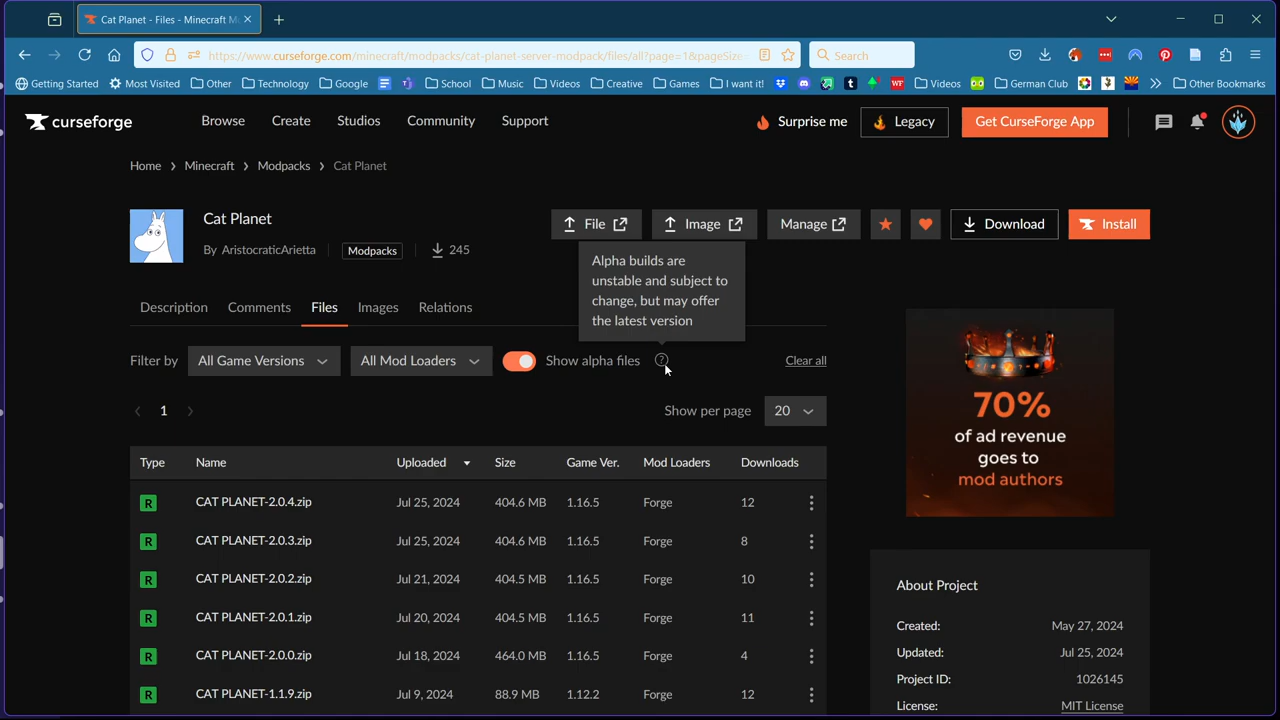 Cat Planet - Files - Minecraft Mo
https://www.curseforge.com/minecraft/modpacks/cat-planet-server-modpack/files/all?page=1&pageSize
Search
Getting Started
Most Visited
Other
Technology
Google
School
Music
Videos
Creative
Games
I want it!
Videos
German Club
Other Bookmarks
curseforge
Browse
Create
Studios
Community
Support
Surprise me
Legacy
Get CurseForge App
Home > Minecraft > Modpacks > Cat Planet
Cat Planet
By AristocraticArietta
Modpacks
245
File
Image
Manage
Download
Install
Alpha builds are
unstable and subject to
change, but may offer
the latest version
Description
Comments
Files
Images
Relations
Filter by
All Game Versions
All Mod Loaders
Show alpha files
?
Clear all
1
Show per page
20
Type Name Uploaded Size Game Ver. Mod Loaders Downloads
R CAT PLANET-2.0.4.zip Jul 25, 2024 404.6 MB 1.16.5 Forge 12
R CAT PLANET-2.0.3.zip Jul 25, 2024 404.6 MB 1.16.5 Forge 8
R CAT PLANET-2.0.2.zip Jul 21, 2024 404.5 MB 1.16.5 Forge 10
R CAT PLANET-2.0.1.zip Jul 20, 2024 404.5 MB 1.16.5 Forge 11
R CAT PLANET-2.0.0.zip Jul 18, 2024 464.0 MB 1.16.5 Forge 4
R CAT PLANET-1.1.9.zip Jul 9, 2024 88.9 MB 1.12.2 Forge 12
70%
of ad revenue
goes to
mod authors
About Project
Created: May 27, 2024
Updated: Jul 25, 2024
Project ID: 1026145
License: MIT License